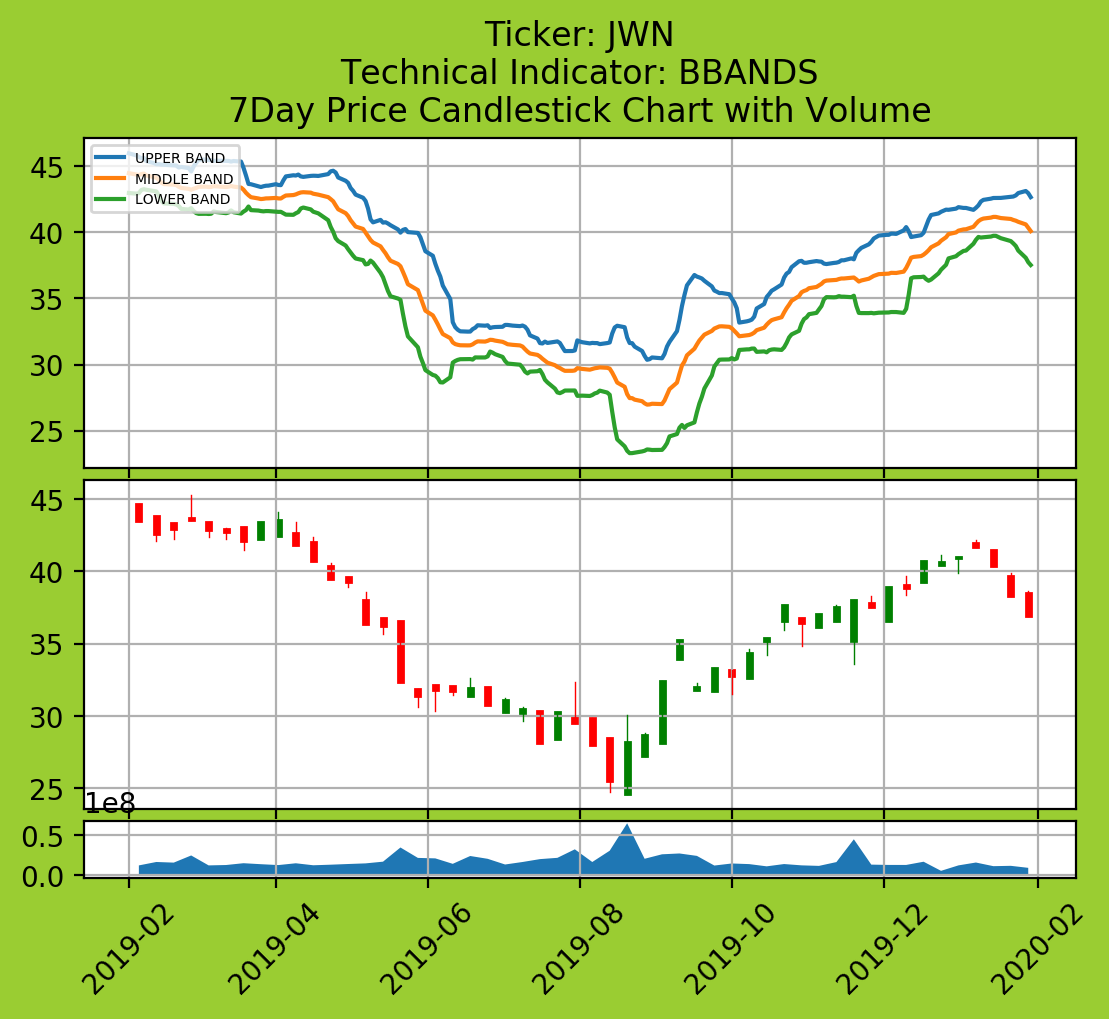 Ticker: JWN
Technical Indicator: BBANDS
7Day Price Candlestick Chart with Volume
45
40
35
30
25
UPPER BAND
MIDDLE BAND
LOWER BAND
45
40
35
30
25
1e8
0.5
0.0
2019-02
2019-04
2019-06
2019-08
2019-10
2019-12
2020-02